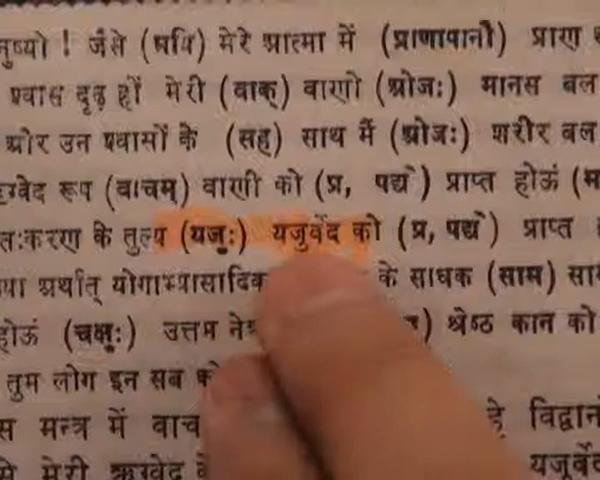 नुष्यो ! जैसे (मयि) मेरे आत्मा में (प्राणापानौ) प्राण
श्वास दृढ़ हों मेरी (वाक्) वाणी (ओजः) मानस बल
और उन श्वासों के (सह) साथ मैं (ओजः) शरीर बल
ऋग्वेद रूप (वाचम्) वाणी को (प्र, पद्ये) प्राप्त होऊं
तःकरण के तुल्य (यजुः) यजुर्वेद को (प्र, पद्ये) प्राप्त
अर्थात् योगाभ्यासादिक के साधक (साम)
होऊं (चक्षुः) उत्तम श्रेष्ठ कान को
तुम लोग इन सब को
स मन्त्र में वाच हे विद्वान
मेरी ऋग्वेद यजुर्वे